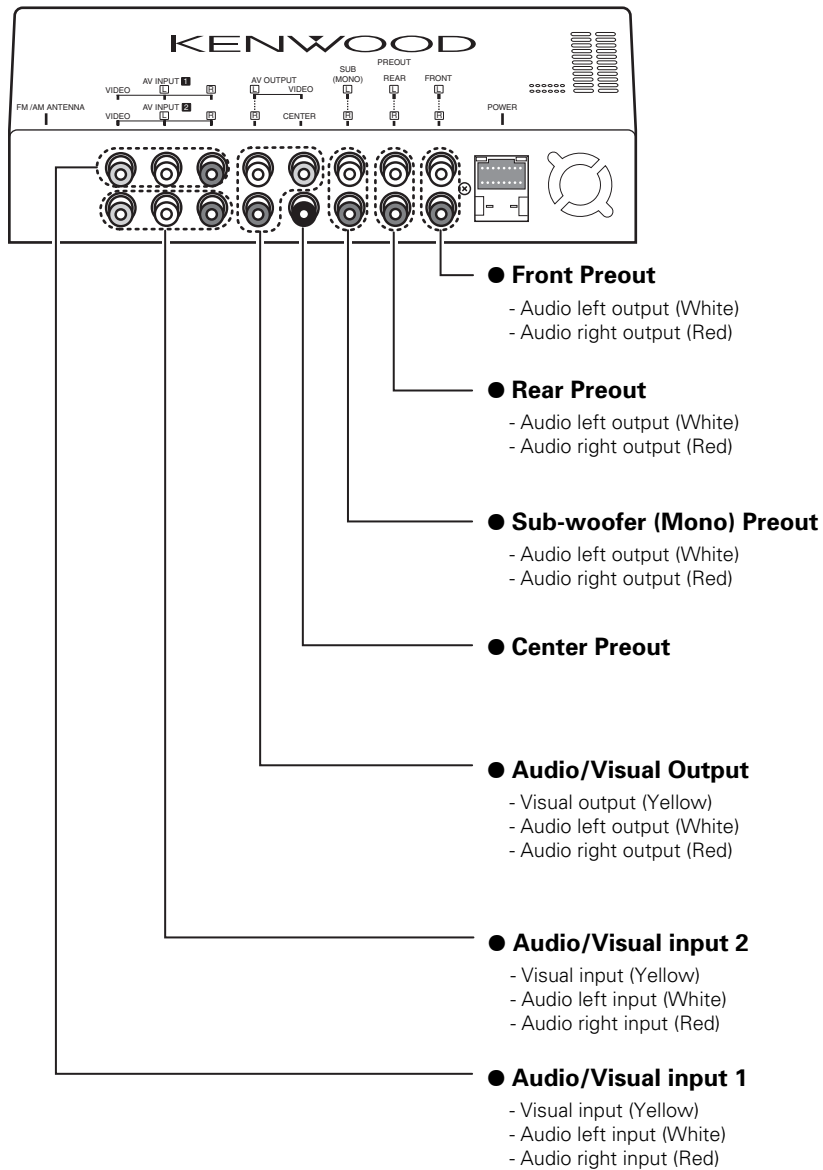 KENWOOD
FM /AM ANTENNA
VIDEO AV INPUT 1 L R
VIDEO AV INPUT 2 L R
AV OUTPUT
L VIDEO
R CENTER
PREOUT
SUB (MONO) L R
REAR L R
FRONT L R
POWER
● Front Preout
- Audio left output (White)
- Audio right output (Red)
● Rear Preout
- Audio left output (White)
- Audio right output (Red)
● Sub-woofer (Mono) Preout
- Audio left output (White)
- Audio right output (Red)
● Center Preout
● Audio/Visual Output
- Visual output (Yellow)
- Audio left output (White)
- Audio right output (Red)
● Audio/Visual input 2
- Visual input (Yellow)
- Audio left input (White)
- Audio right input (Red)
● Audio/Visual input 1
- Visual input (Yellow)
- Audio left input (White)
- Audio right input (Red)